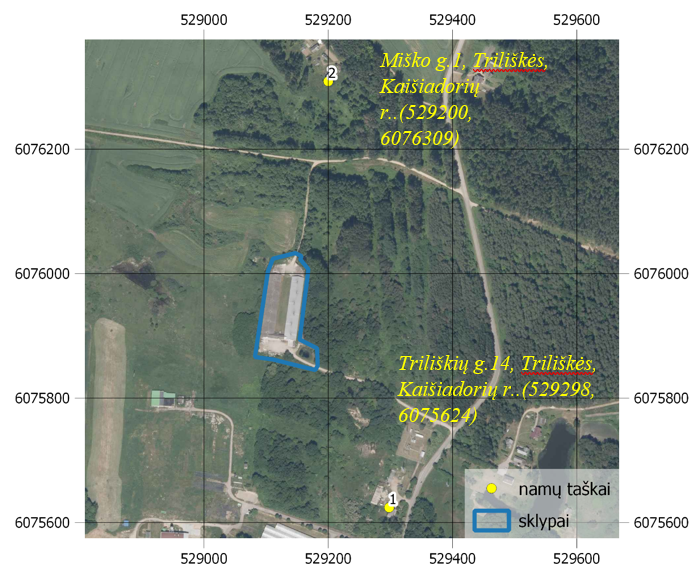 529000 529200 529400 529600
2
Miško g.1, Triliškės,
Kaišiadorių
r..(529200,
6076309)
6076200 6076200
6076000 6076000
Triliškių g.14, Triliškės,
Kaišiadorių r..(529298,
6075624)
6075800 6075800
1
namų taškai
sklypai
6075600 6075600
529000 529200 529400 529600